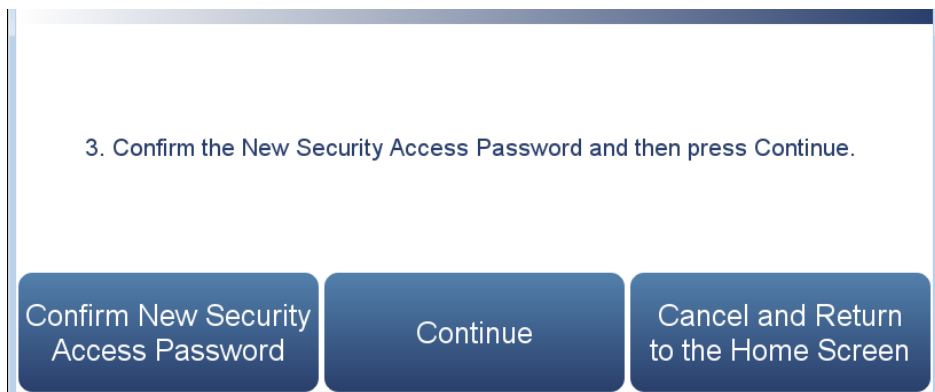 3. Confirm the New Security Access Password and then press Continue.
Confirm New Security
Access Password
Continue
Cancel and Return
to the Home Screen